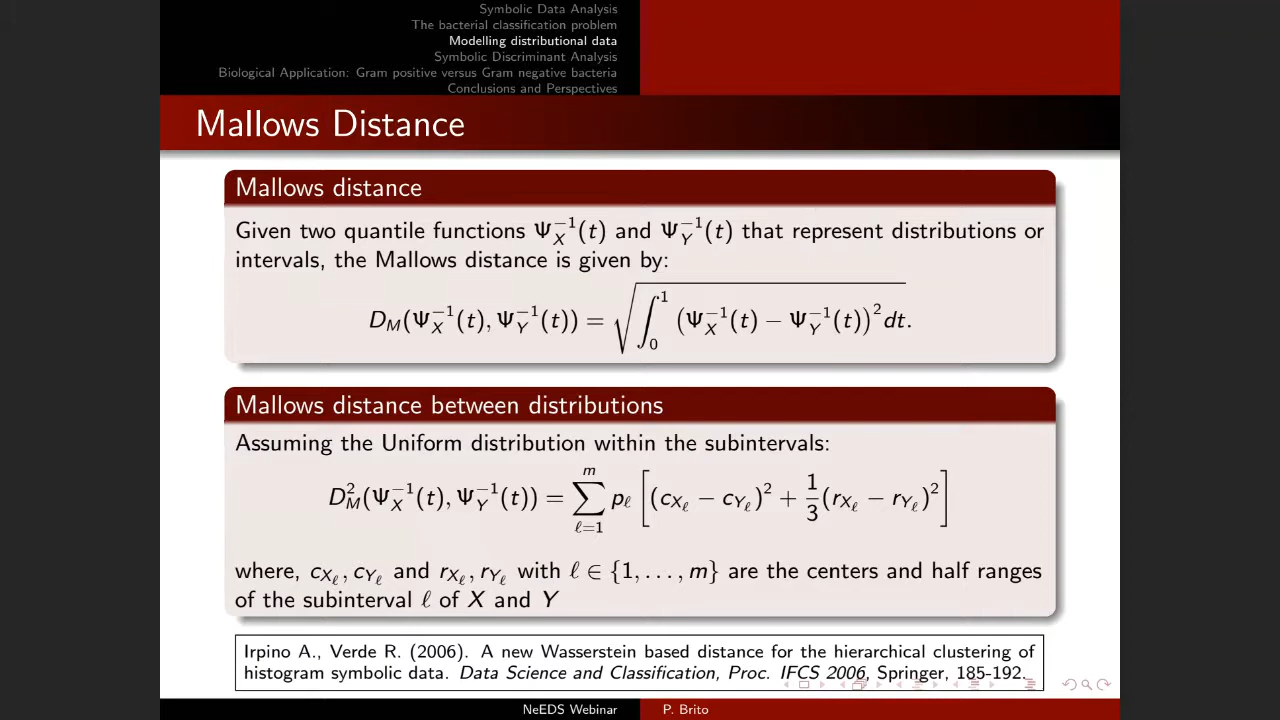 Symbolic Data Analysis
The bacterial classification problem
Modelling distributional data
Symbolic Discriminant Analysis
Biological Application: Gram positive versus Gram negative bacteria
Conclusions and Perspectives
Mallows Distance
Mallows distance
Given two quantile functions Ψ_X^{-1}(t) and Ψ_Y^{-1}(t) that represent distributions or
intervals, the Mallows distance is given by:
D_M(Ψ_X^{-1}(t), Ψ_Y^{-1}(t)) = √(∫_0^1 (Ψ_X^{-1}(t) − Ψ_Y^{-1}(t))^2 dt).
Mallows distance between distributions
Assuming the Uniform distribution within the subintervals:
D_M^2(Ψ_X^{-1}(t), Ψ_Y^{-1}(t)) = ∑_{ℓ=1}^{m} p_ℓ [(c_{X_ℓ} − c_{Y_ℓ})^2 + 1/3 (r_{X_ℓ} − r_{Y_ℓ})^2]
where, c_{X_ℓ}, c_{Y_ℓ} and r_{X_ℓ}, r_{Y_ℓ} with ℓ ∈ {1, . . . , m} are the centers and half ranges
of the subinterval ℓ of X and Y
Irpino A., Verde R. (2006). A new Wasserstein based distance for the hierarchical clustering of
histogram symbolic data. Data Science and Classification, Proc. IFCS 2006, Springer, 185-192.
NeEDS Webinar
P. Brito